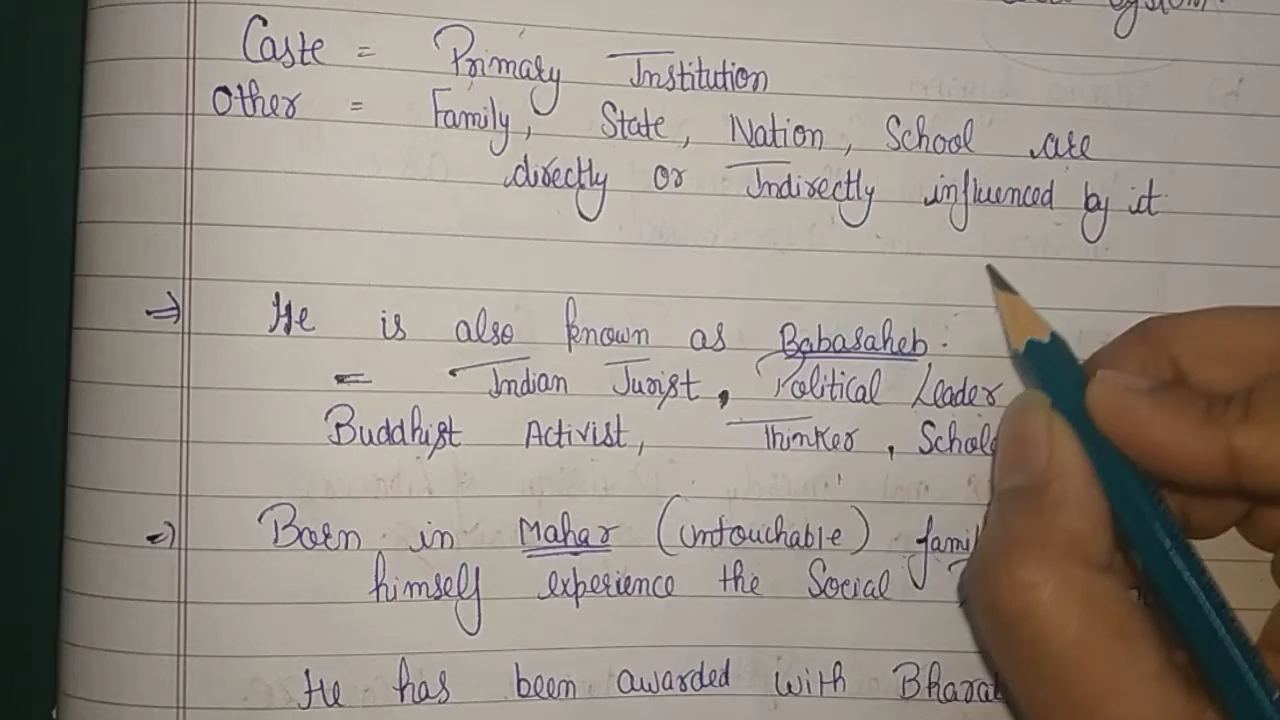 Caste = Primary Institution
Other = Family, State, Nation, School are
directly or Indirectly influenced by it
⇒ He is also known as Babasaheb.
- Indian Jurist, Political Leader
Buddhist Activist, Thinker,
⇒ Born in Mahar (untouchable)
himself experience the Social
He has been awarded with